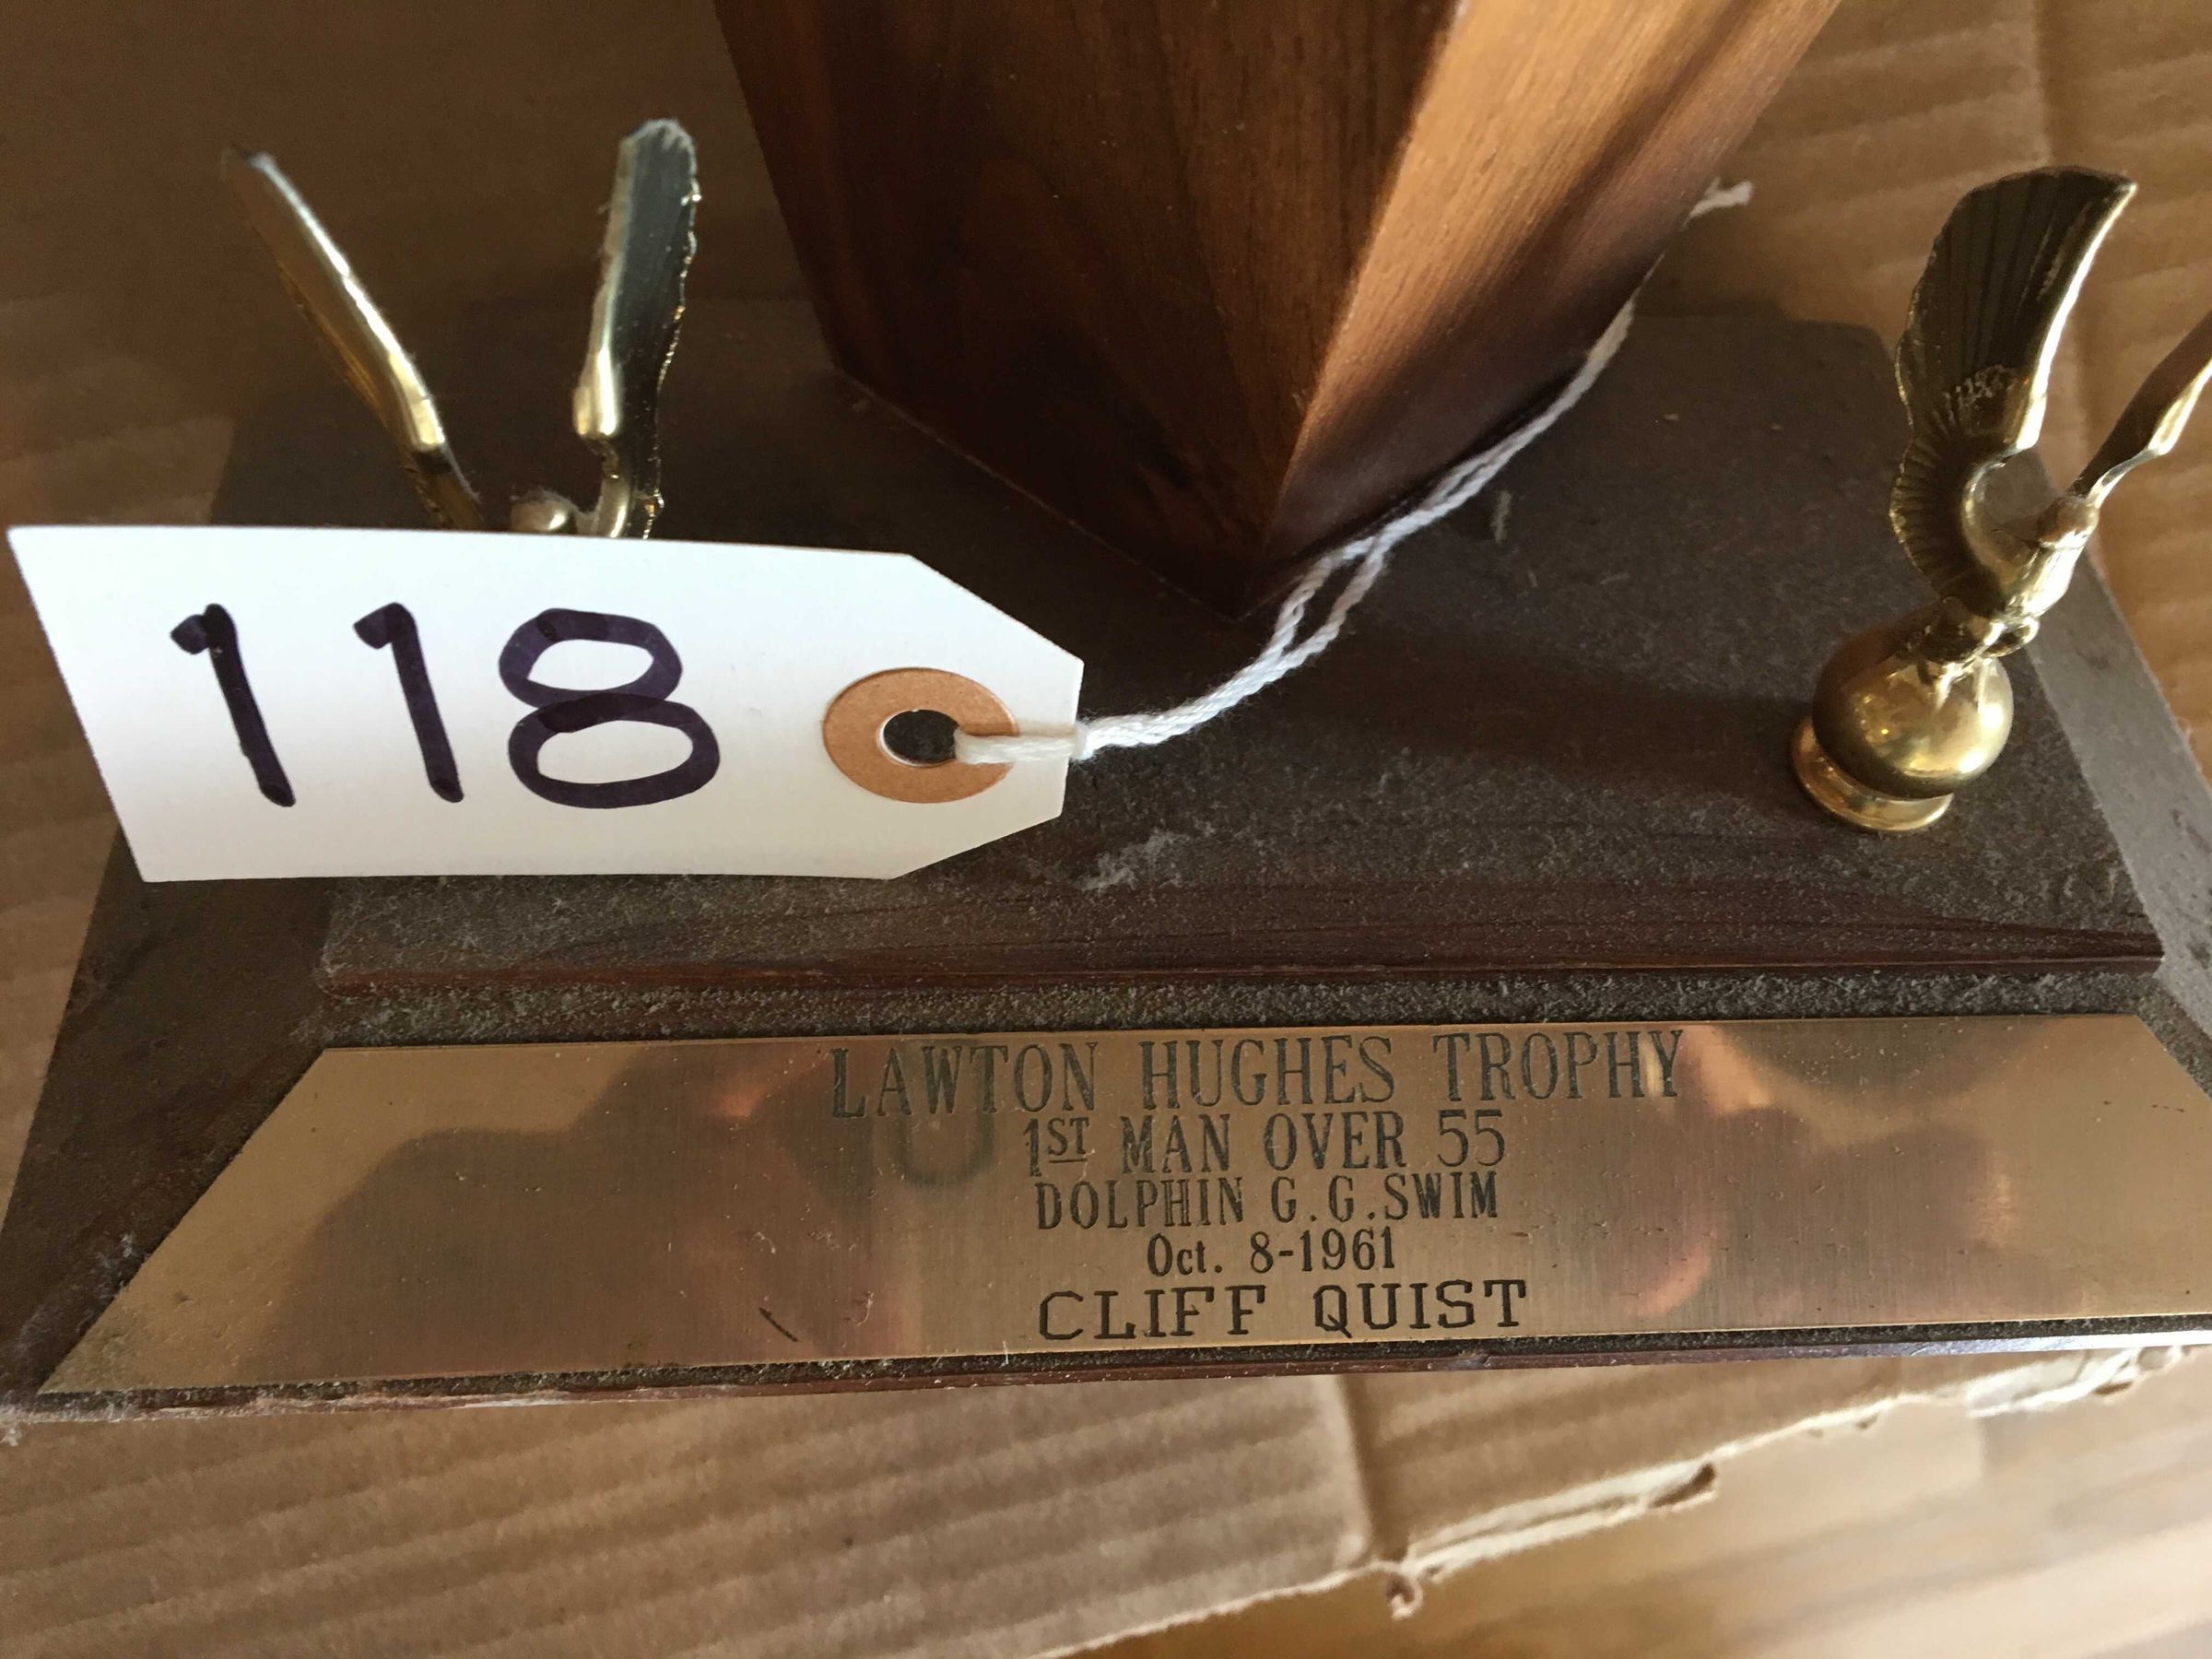 118
LAWTON HUGHES TROPHY
1ST MAN OVER 55
DOLPHIN G.G.SWIM
Oct. 8-1961
CLIFF QUIST